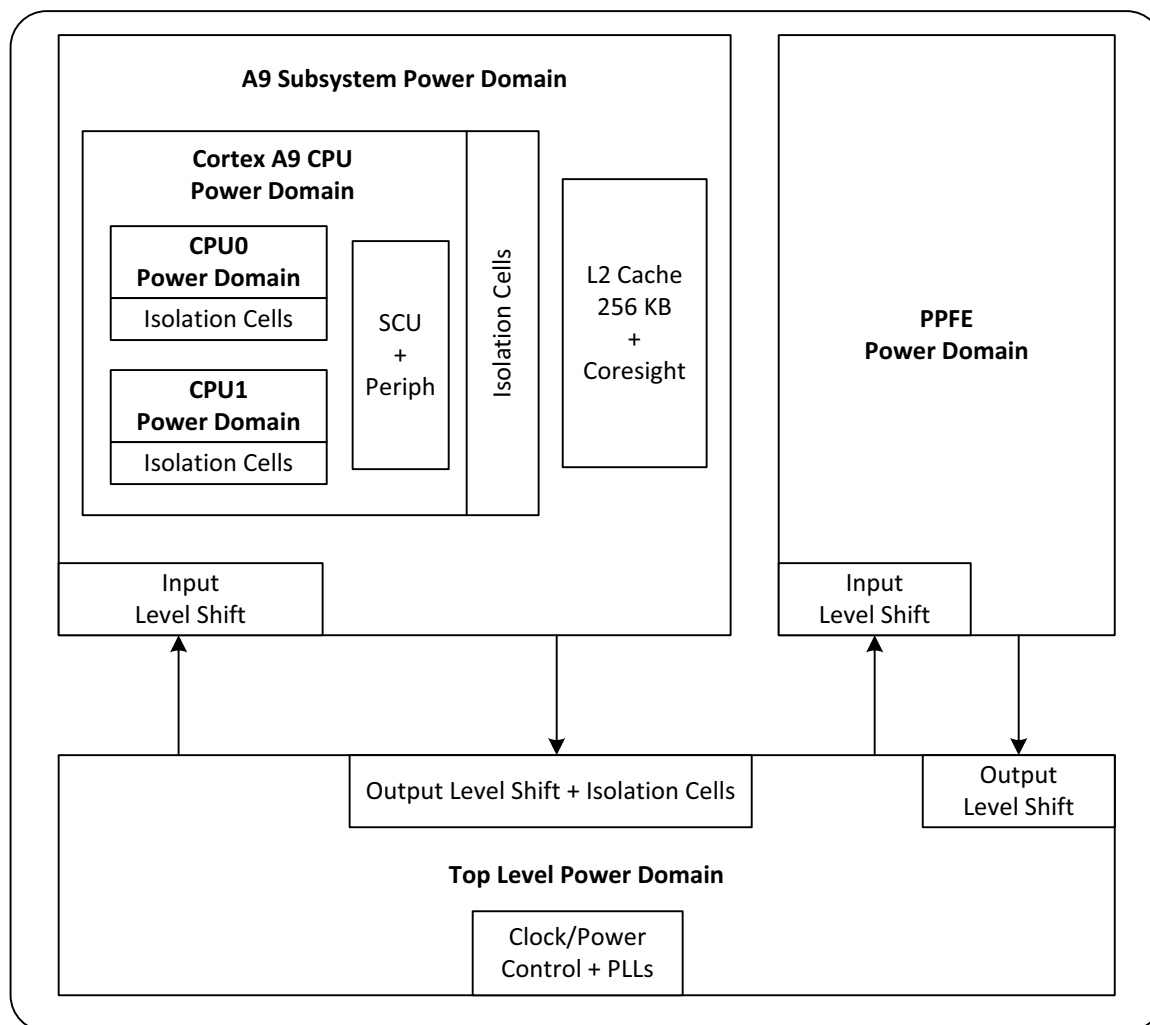 A9 Subsystem Power Domain
Cortex A9 CPU
Power Domain
CPU0
Power Domain
Isolation Cells
CPU1
Power Domain
Isolation Cells
SCU
+
Periph
Isolation Cells
L2 Cache
256 KB
+
Coresight
Input
Level Shift
PPFE
Power Domain
Input
Level Shift
Output Level Shift + Isolation Cells
Output
Level Shift
Top Level Power Domain
Clock/Power
Control + PLLs